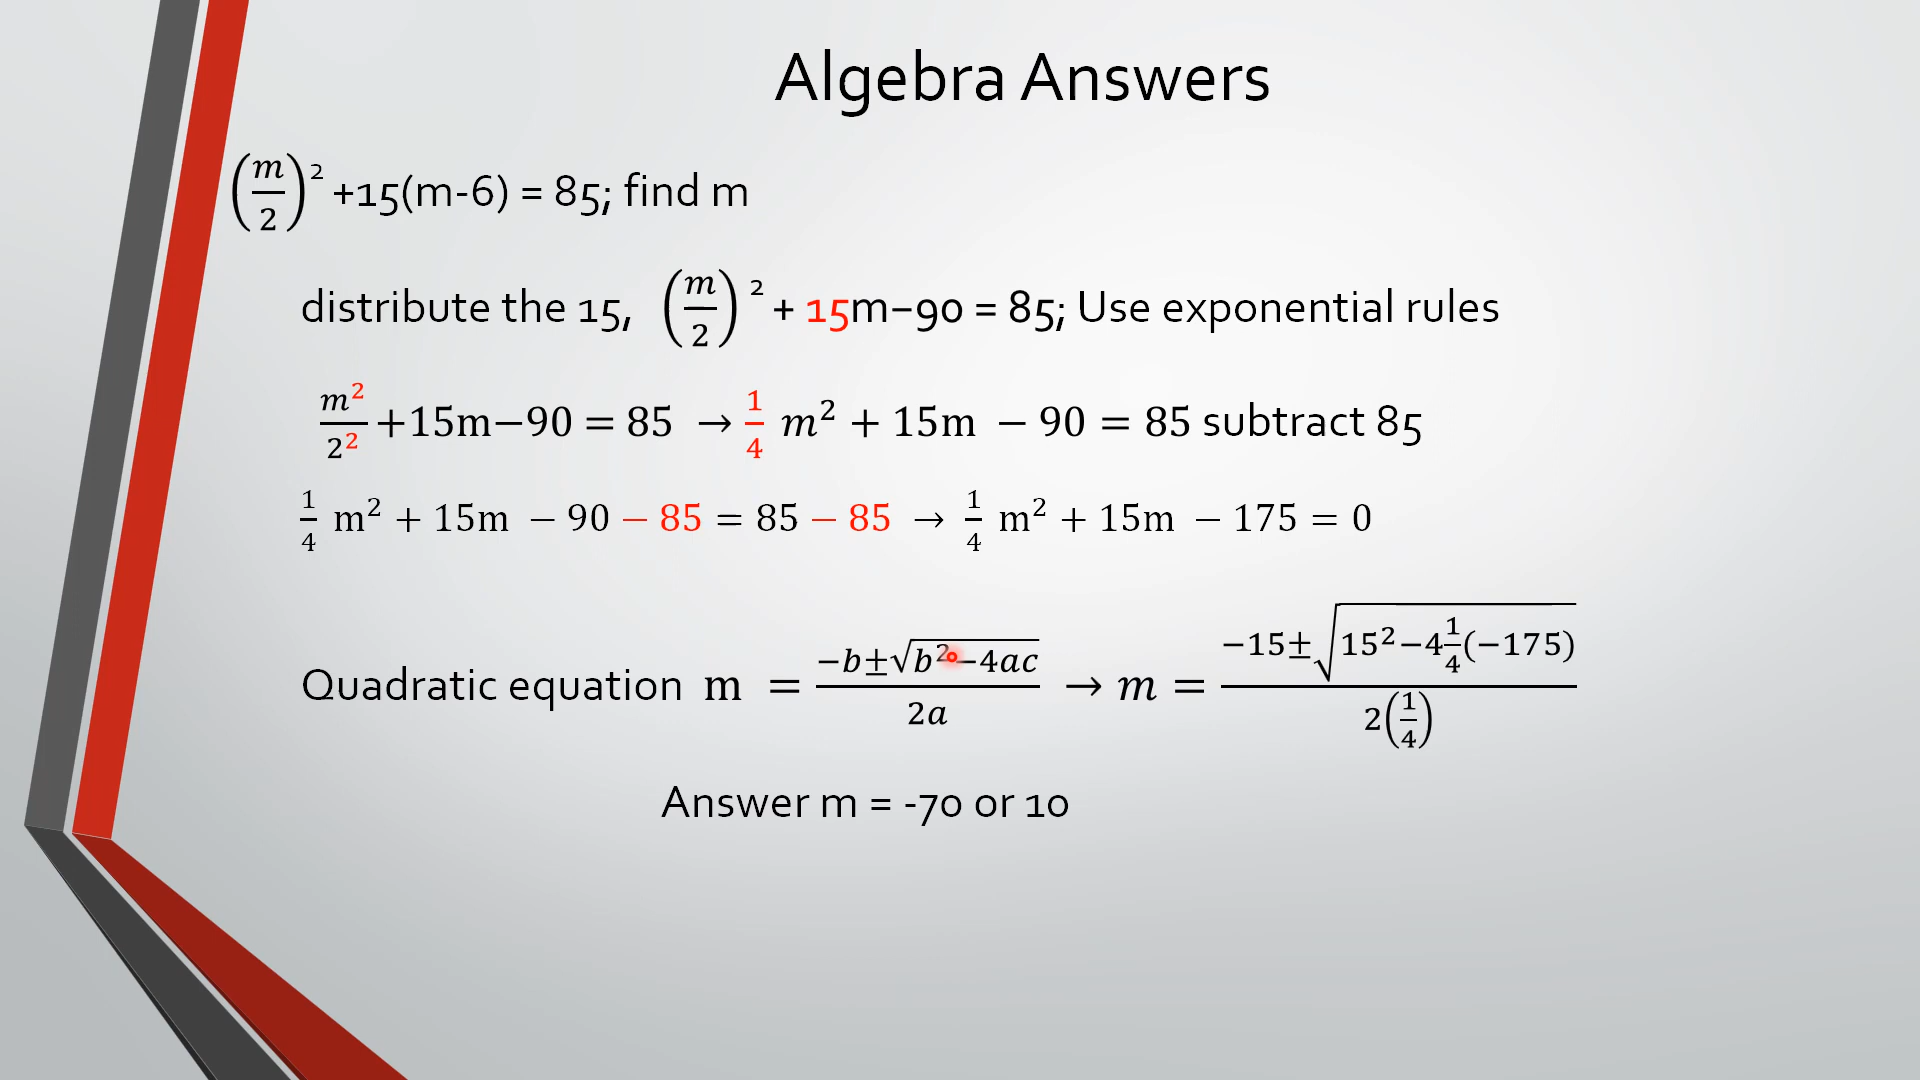 Algebra Answers
(m/2)² +15(m-6) = 85; find m
distribute the 15, (m/2)² + 15m–90 = 85; Use exponential rules
m²/2² +15m−90 = 85 → 1/4 m² + 15m − 90 = 85 subtract 85
1/4 m² + 15m − 90 − 85 = 85 − 85 → 1/4 m² + 15m − 175 = 0
Quadratic equation m = (−b±√(b²−4ac))/2a → m = (−15±√(15²−4 1/4(−175)))/2(1/4)
Answer m = -70 or 10